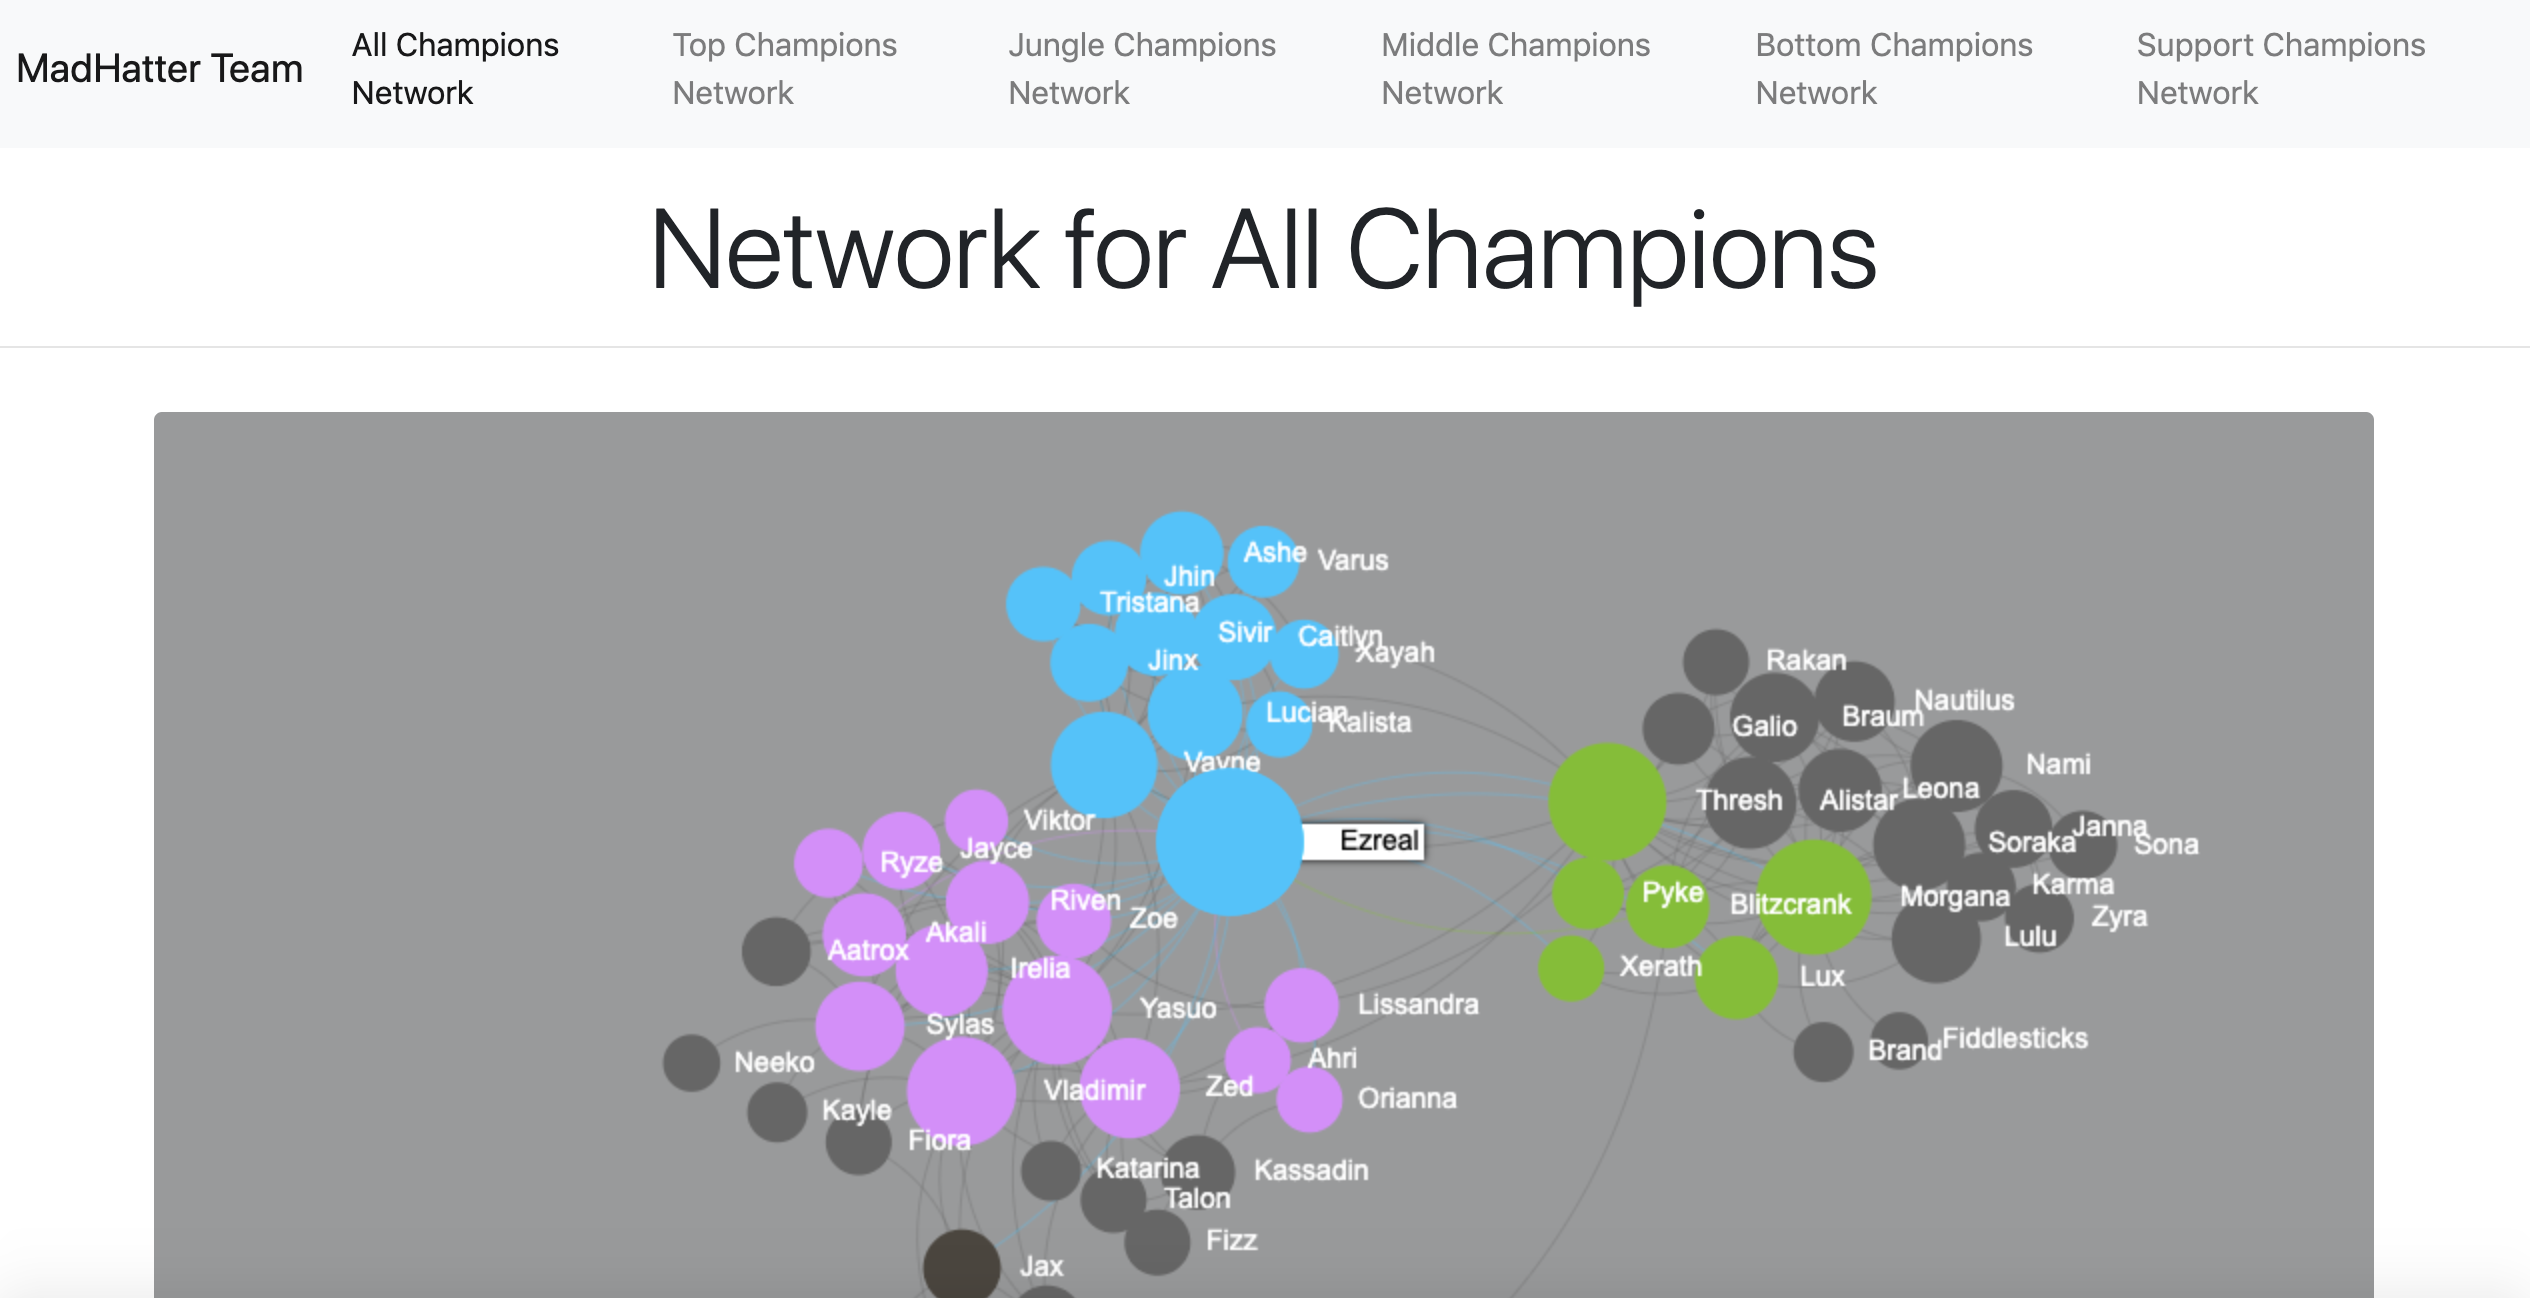 MadHatter Team
All Champions
Network
Top Champions
Network
Jungle Champions
Network
Middle Champions
Network
Bottom Champions
Network
Support Champions
Network
Network for All Champions
Ashe
Varus
Jhin
Tristana
Sivir
Caitlyn
Xayah
Jinx
Lucian
Kalista
Vayne
Ezreal
Rakan
Nautilus
Braum
Galio
Nami
Leona
Thresh
Alistar
Janna
Soraka
Sona
Karma
Pyke
Blitzcrank
Morgana
Zyra
Lulu
Xerath
Lux
Fiddlesticks
Brand
Viktor
Jayce
Ryze
Riven
Zoe
Akali
Aatrox
Irelia
Yasuo
Lissandra
Sylas
Neeko
Ahri
Zed
Vladimir
Orianna
Kayle
Fiora
Katarina
Kassadin
Talon
Fizz
Jax